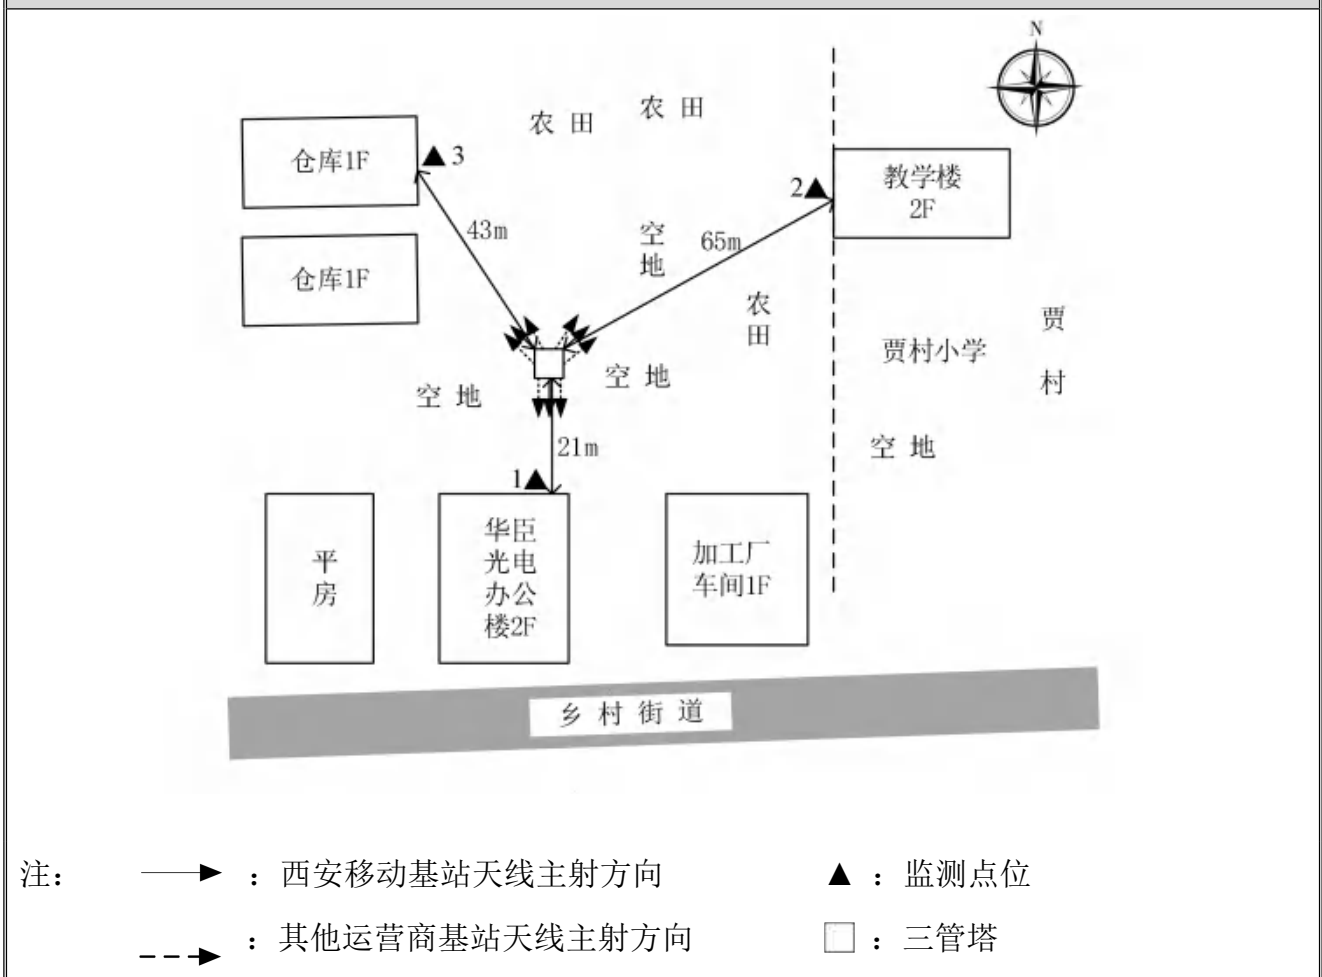 N
农 田
农 田
仓库1F
3
2
教学楼
2F
43m
空
地
65m
仓库1F
农
田
贾
村
贾村小学
空 地
空 地
空 地
21m
1
平
房
华臣
光电
办公
楼2F
加工厂
车间1F
乡 村 街 道
注：
：西安移动基站天线主射方向
▲ ：监测点位
：其他运营商基站天线主射方向
：三管塔